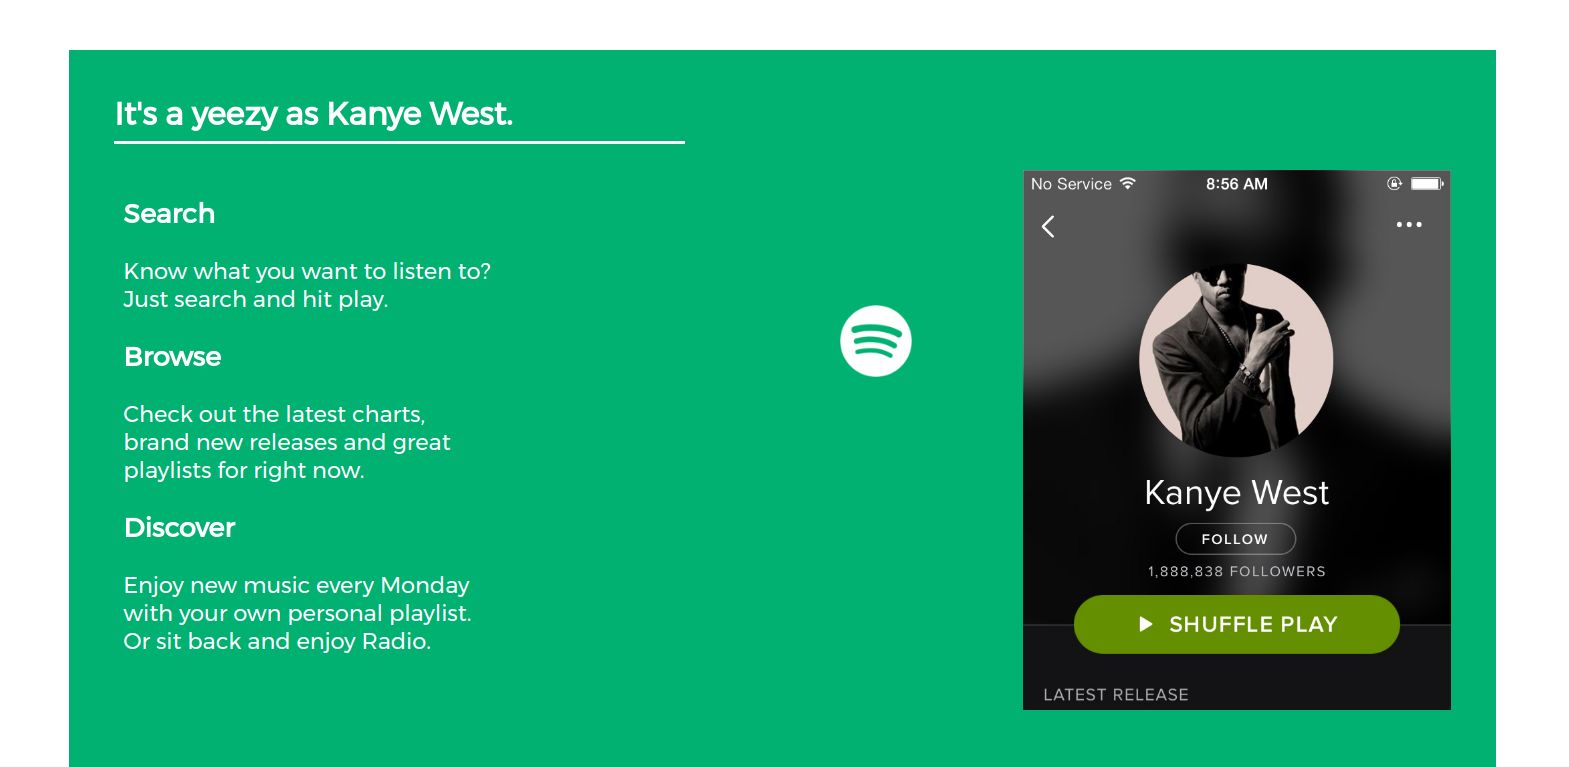 It's a yeezy as Kanye West.
Search
Know what you want to listen to?
Just search and hit play.
Browse
Check out the latest charts,
brand new releases and great
playlists for right now.
Discover
Enjoy new music every Monday
with your own personal playlist.
Or sit back and enjoy Radio.
No Service 8:56 AM
Kanye West
FOLLOW
1,888,838 FOLLOWERS
SHUFFLE PLAY
LATEST RELEASE